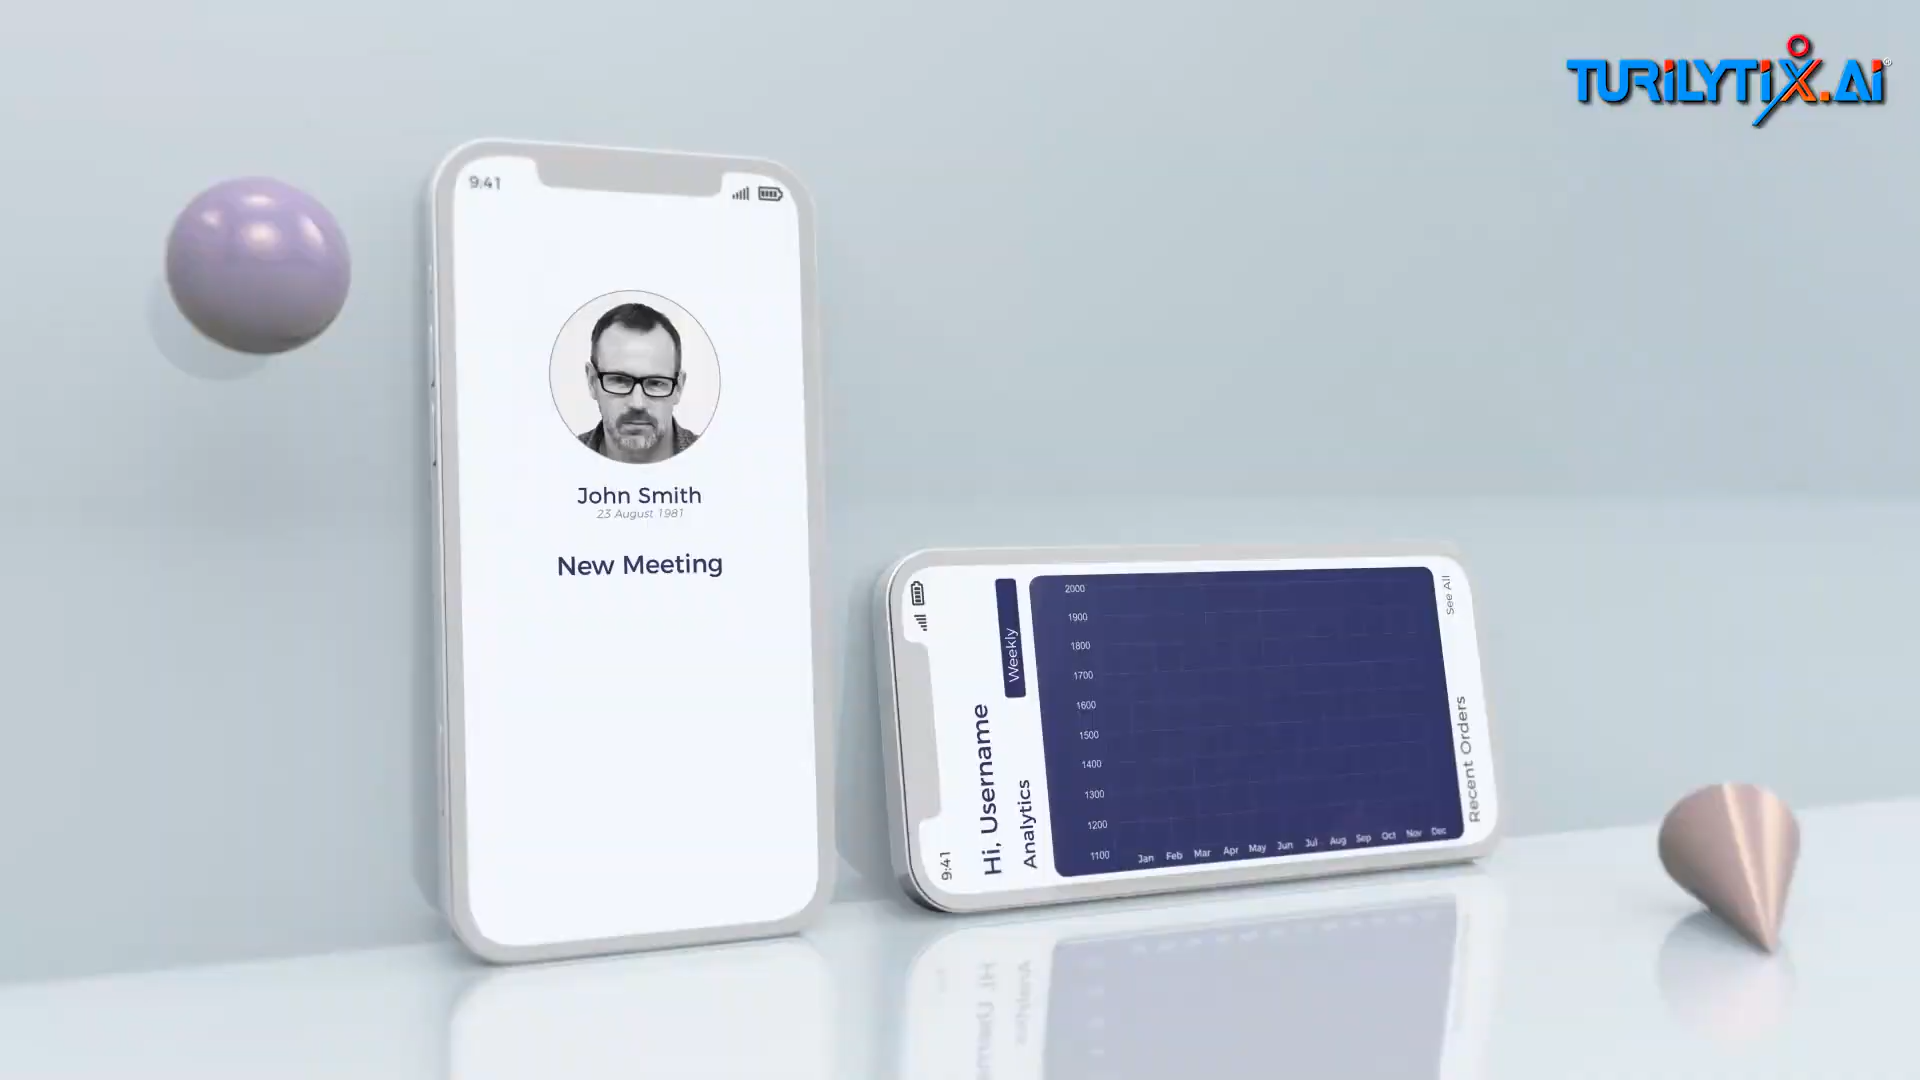 TURILYTIX.AI®
9:41
John Smith
23 August 1981
New Meeting
9:41
Hi, Username
Analytics
Weekly
2000
1900
1800
1700
1600
1500
1400
1300
1200
1100
Jan Feb Mar Apr May Jun Jul Aug Sep Oct Nov Dec
Recent Orders
See All